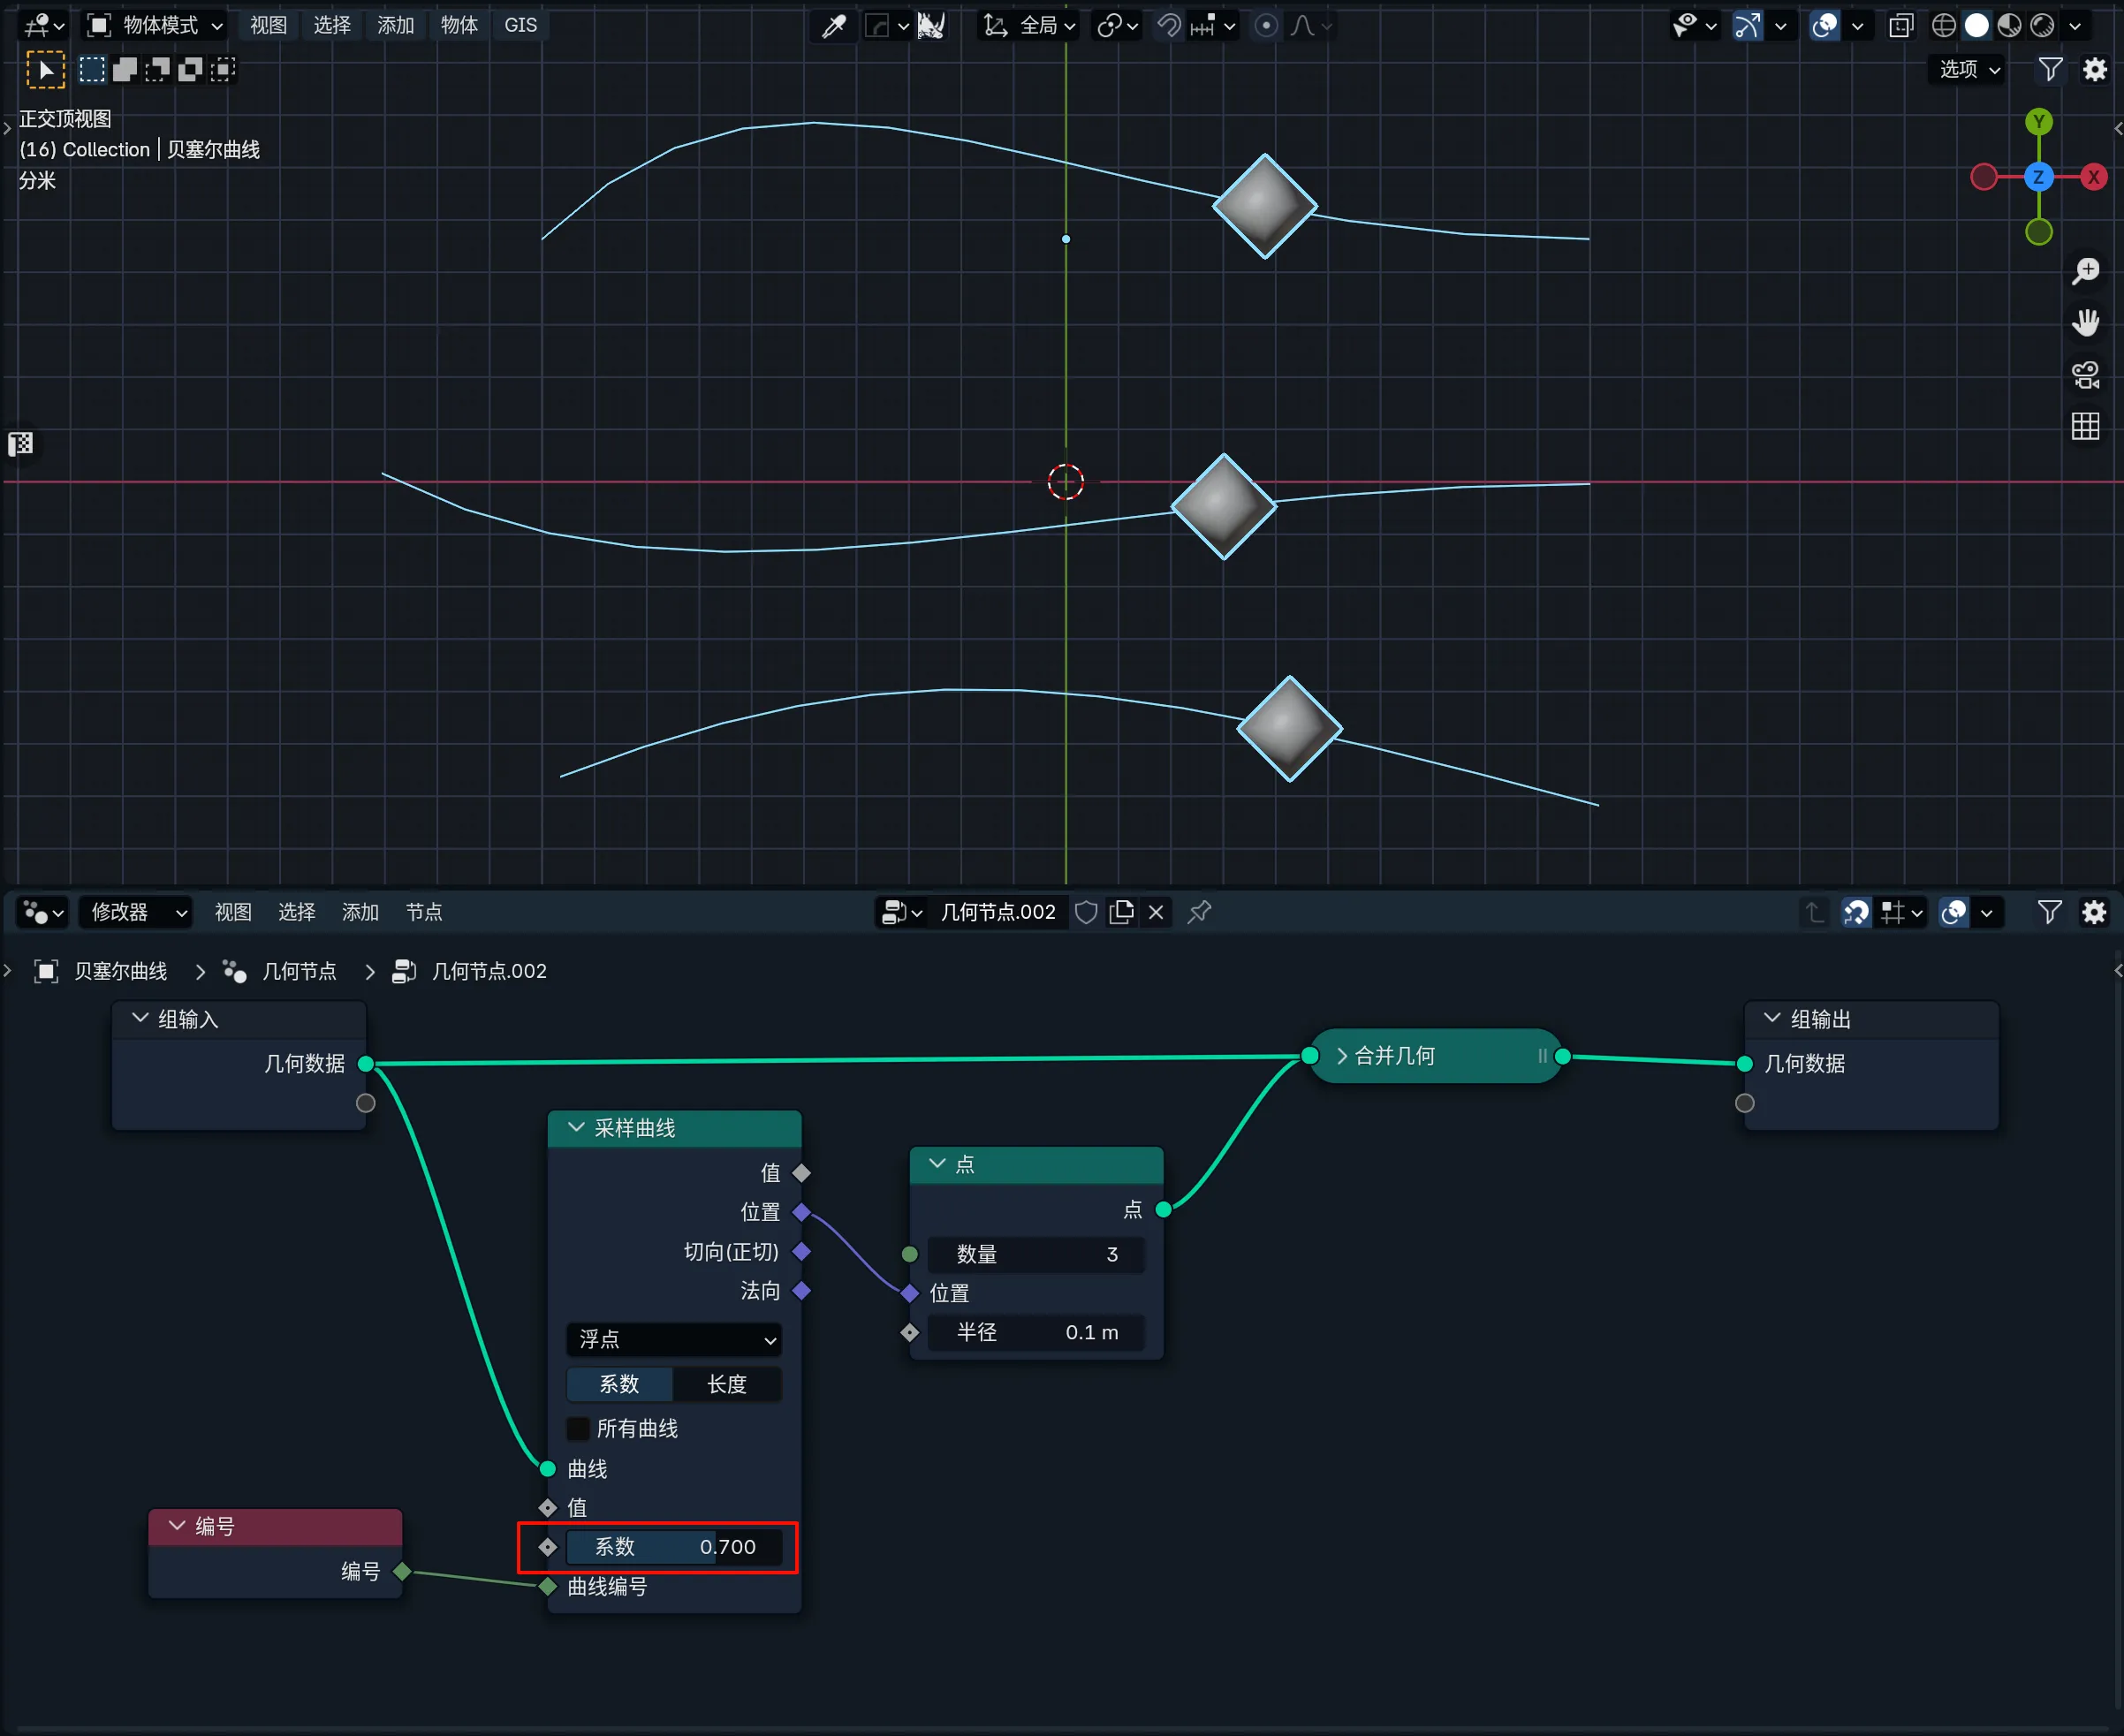 物体模式 视图 选择 添加 物体 GIS 全局
选项
正交顶视图
(16) Collection | 贝塞尔曲线
分米
Y
Z X
修改器 视图 选择 添加 节点 几何节点.002
贝塞尔曲线 几何节点 几何节点.002
组输入
几何数据
合并几何
组输出
几何数据
采样曲线
值
位置
切向(正切)
法向
浮点
系数 长度
所有曲线
曲线
值
系数 0.700
曲线编号
点
点
数量 3
位置
半径 0.1 m
编号
编号